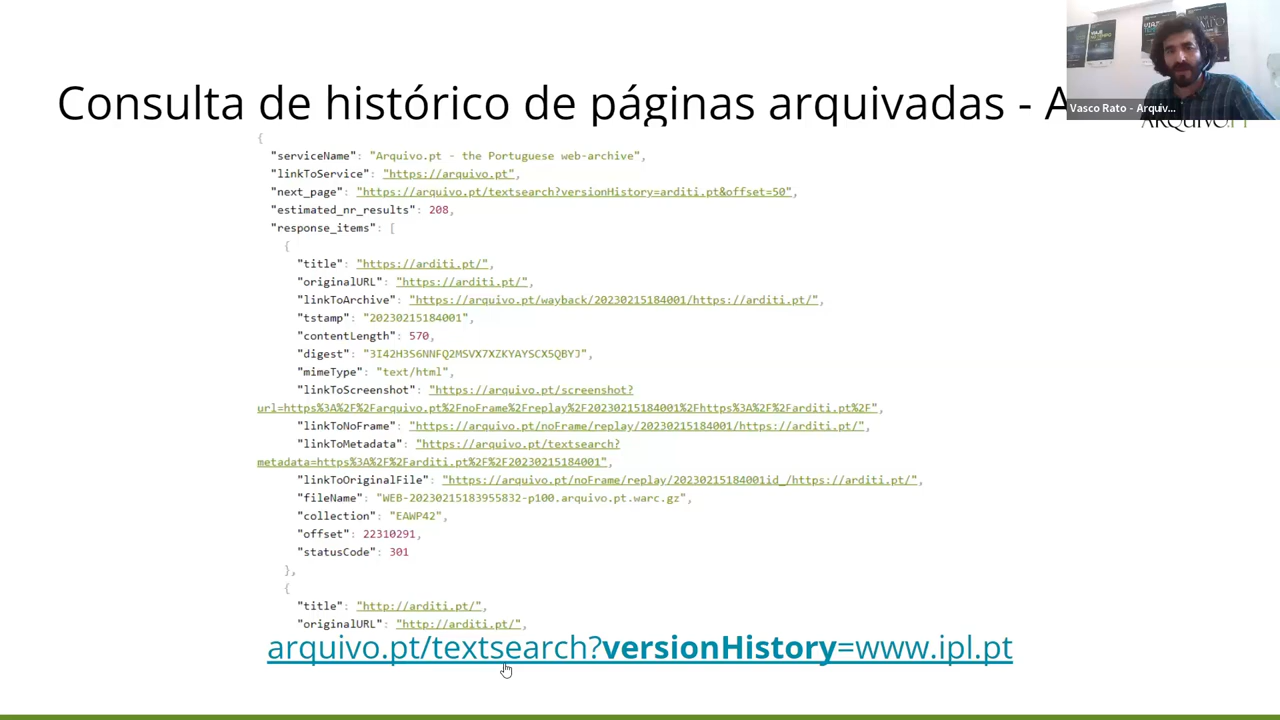 Consulta de histórico de páginas arquivadas - A
Vasco Rato - Arquiv...
ARQUIVO.PT
{
"serviceName": "Arquivo.pt - the Portuguese web-archive",
"linkToService": "https://arquivo.pt",
"next_page": "https://arquivo.pt/textsearch?versionHistory=arditi.pt&offset=50",
"estimated_nr_results": 208,
"response_items": [
{
"title": "https://arditi.pt/",
"originalURL": "https://arditi.pt/",
"linkToArchive": "https://arquivo.pt/wayback/20230215184001/https://arditi.pt/",
"tstamp": "20230215184001",
"contentLength": 570,
"digest": "3I42H3S6NNFQ2MSVX7XZKYAYSCX5QBYJ",
"mimeType": "text/html",
"linkToScreenshot": "https://arquivo.pt/screenshot?
url=https%3A%2F%2Farquivo.pt%2FnoFrame%2Freplay%2F20230215184001%2Fhttps%3A%2F%2Farditi.pt%2F",
"linkToNoFrame": "https://arquivo.pt/noFrame/replay/20230215184001/https://arditi.pt/",
"linkToMetadata": "https://arquivo.pt/textsearch?
metadata=https%3A%2F%2Farditi.pt%2F%2F20230215184001",
"linkToOriginalFile": "https://arquivo.pt/noFrame/replay/20230215184001id_/https://arditi.pt/",
"fileName": "WEB-20230215183955832-p100.arquivo.pt.warc.gz",
"collection": "EAWP42",
"offset": 22310291,
"statusCode": 301
},
{
"title": "http://arditi.pt/",
"originalURL": "http://arditi.pt/",
arquivo.pt/textsearch?versionHistory=www.ipl.pt